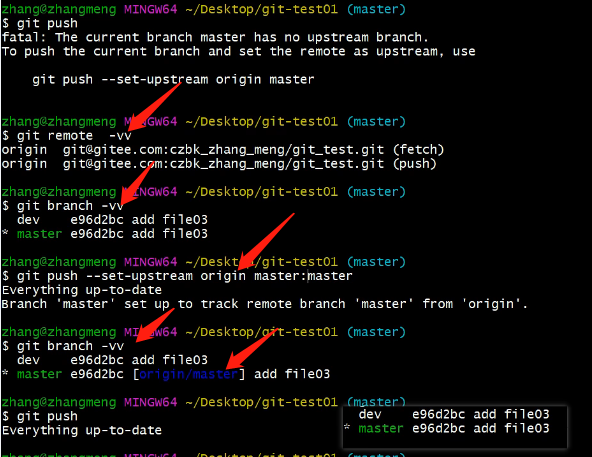 zhang@zhangmeng MINGW64 ~/Desktop/git-test01 (master)
$ git push
fatal: The current branch master has no upstream branch.
To push the current branch and set the remote as upstream, use
git push --set-upstream origin master
zhang@zhangmeng MINGW64 ~/Desktop/git-test01 (master)
$ git remote  -vv
origin  git@gitee.com:czbk_zhang_meng/git_test.git (fetch)
origin  git@gitee.com:czbk_zhang_meng/git_test.git (push)
zhang@zhangmeng MINGW64 ~/Desktop/git-test01 (master)
$ git branch -vv
dev    e96d2bc add file03
* master e96d2bc add file03
zhang@zhangmeng MINGW64 ~/Desktop/git-test01 (master)
$ git push --set-upstream origin master:master
Everything up-to-date
Branch 'master' set up to track remote branch 'master' from 'origin'.
zhang@zhangmeng MINGW64 ~/Desktop/git-test01 (master)
$ git branch -vv
dev    e96d2bc add file03
* master e96d2bc [origin/master] add file03
zhang@zhangmeng MINGW64 ~/Desktop/git-test01 (master)
$ git push
Everything up-to-date
dev    e96d2bc add file03
* master e96d2bc add file03